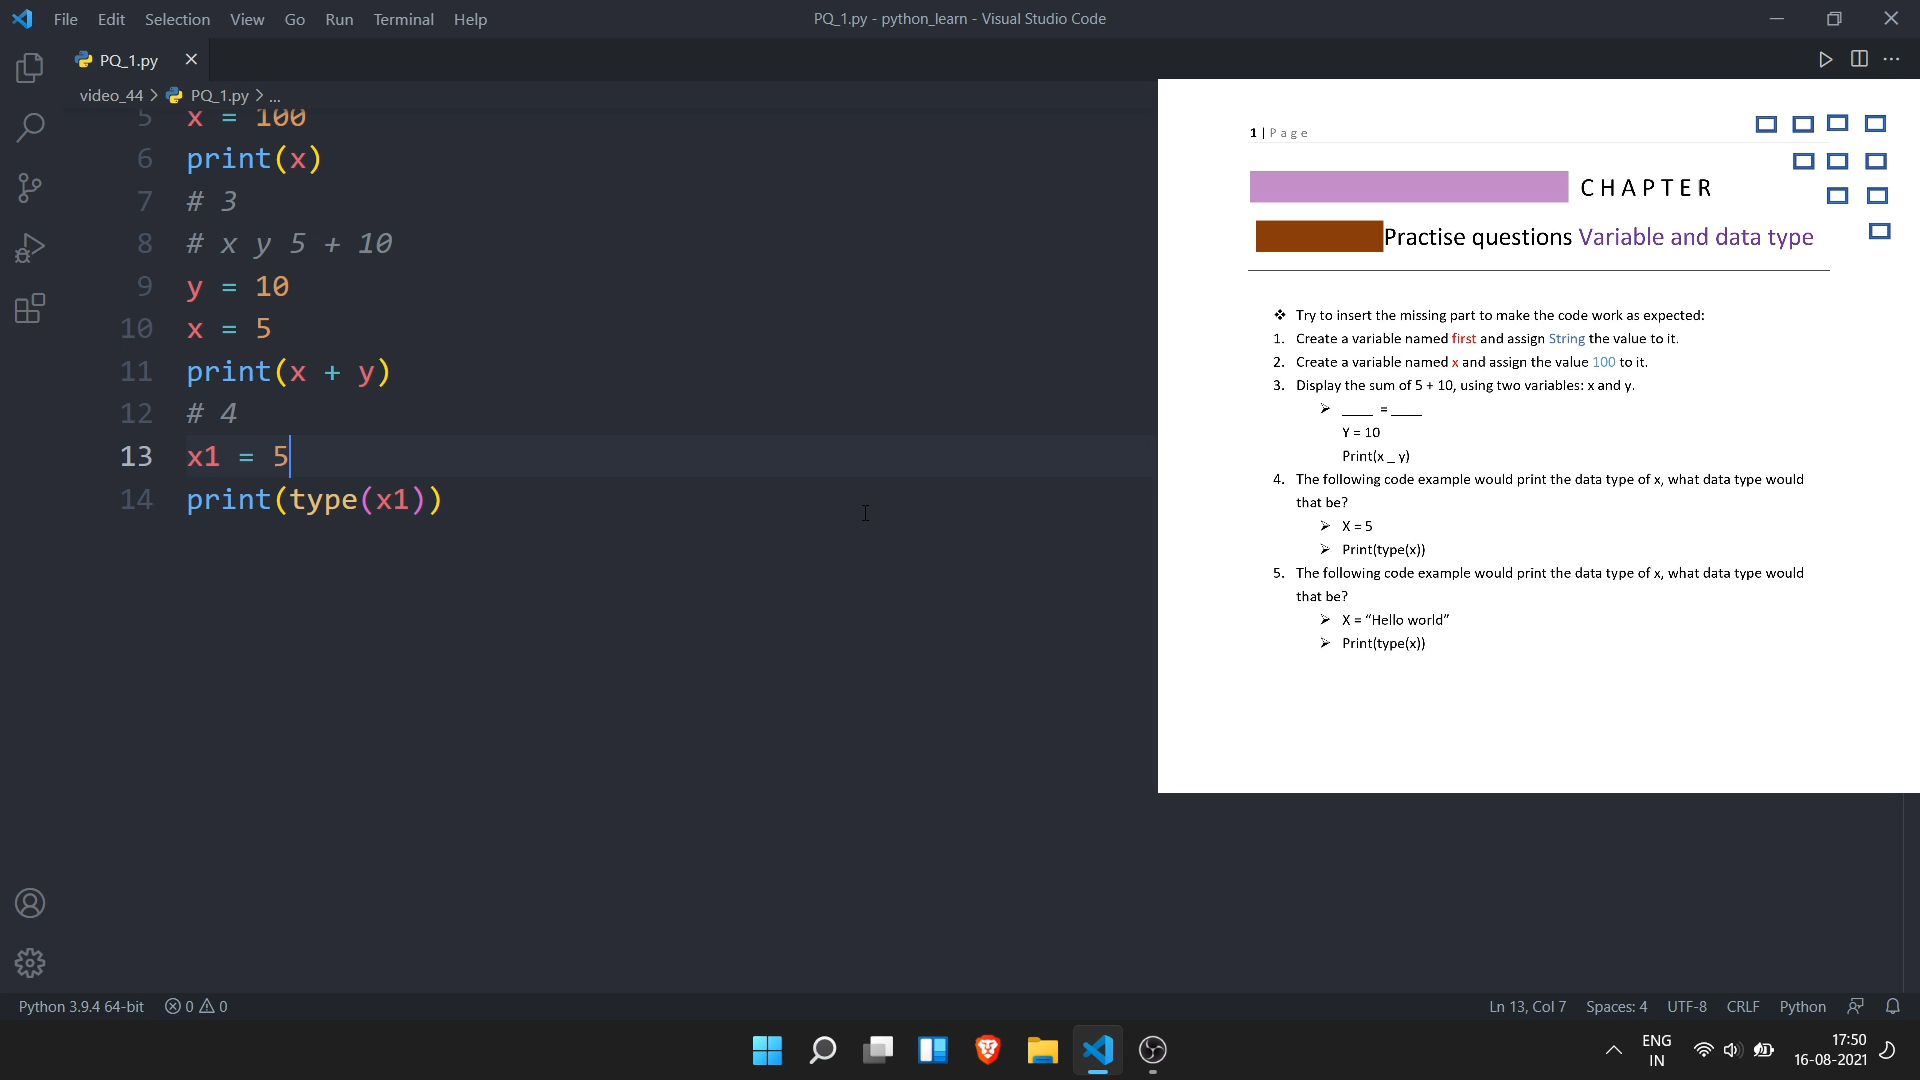 File Edit Selection View Go Run Terminal Help PQ_1.py - python_learn - Visual Studio Code
PQ_1.py
video_44 > PQ_1.py > ...
5 x = 100
6 print(x)
7 # 3
8 # x y 5 + 10
9 y = 10
10 x = 5
11 print(x + y)
12 # 4
13 x1 = 5
14 print(type(x1))
1 | Page
CHAPTER
Practise questions Variable and data type
❖ Try to insert the missing part to make the code work as expected:
1. Create a variable named first and assign String the value to it.
2. Create a variable named x and assign the value 100 to it.
3. Display the sum of 5 + 10, using two variables: x and y.
➢ ____ = ____
Y = 10
Print(x _ y)
4. The following code example would print the data type of x, what data type would
that be?
➢ X = 5
➢ Print(type(x))
5. The following code example would print the data type of x, what data type would
that be?
➢ X = “Hello world”
➢ Print(type(x))
Python 3.9.4 64-bit 0 0 Ln 13, Col 7 Spaces: 4 UTF-8 CRLF Python
ENG
IN
17:50
16-08-2021